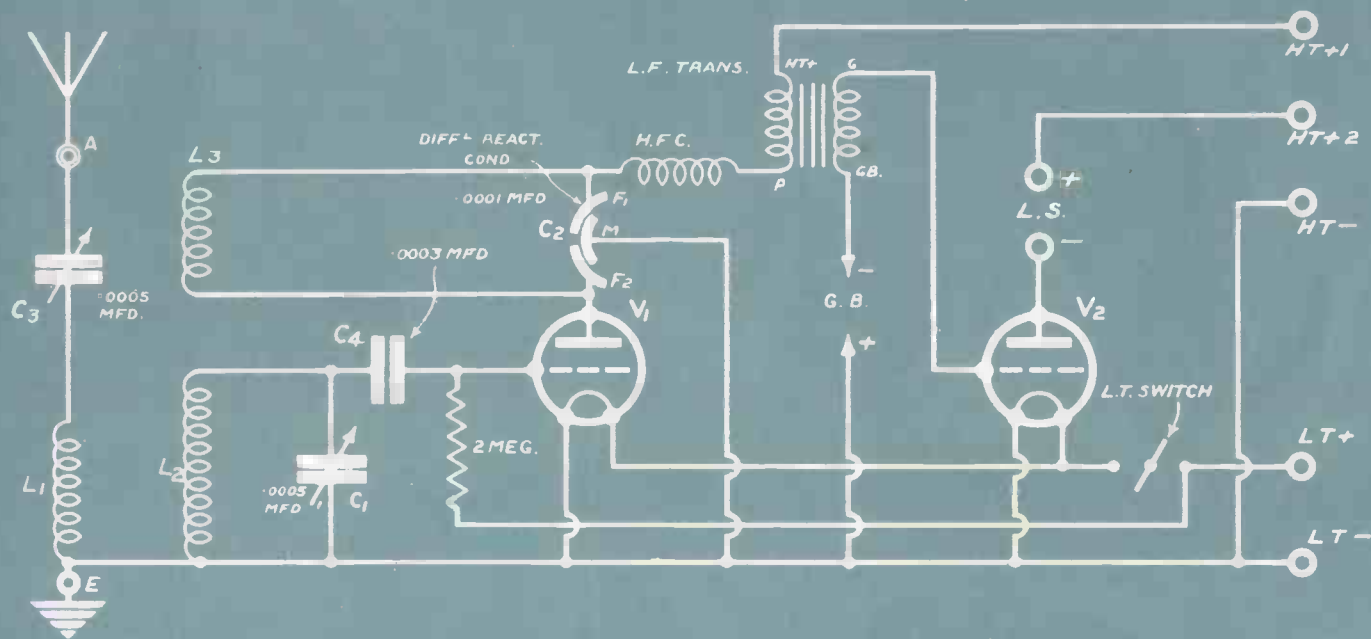 HT+1
L.F. TRANS.
HT+
G
HT+2
A
L3
DIFFL REACT.
COND
H.F.C.
P
GB.
+
.0001 MFD
F1
C2
M
L.S.
HT-
.0003 MFD
-
-
C3
.0005
MFD.
F2
G.B.
V1
V2
C4
+
L.T. SWITCH
2 MEG.
LT+
L1
L2
.0005
MFD
C1
LT-
E